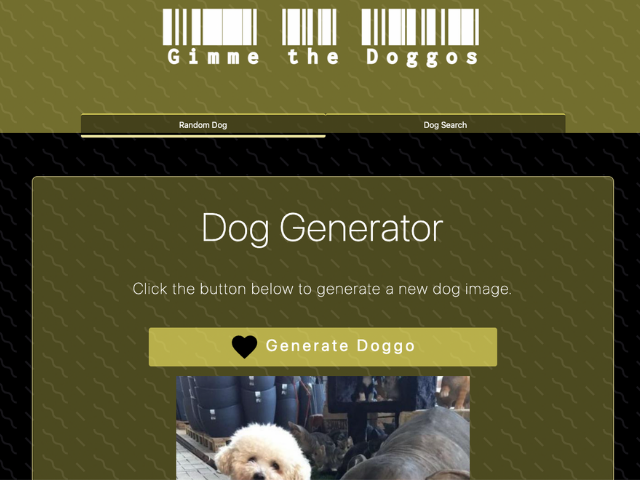 Gimme the Doggos
Random Dog
Dog Search
Dog Generator
Click the button below to generate a new dog image.
Generate Doggo